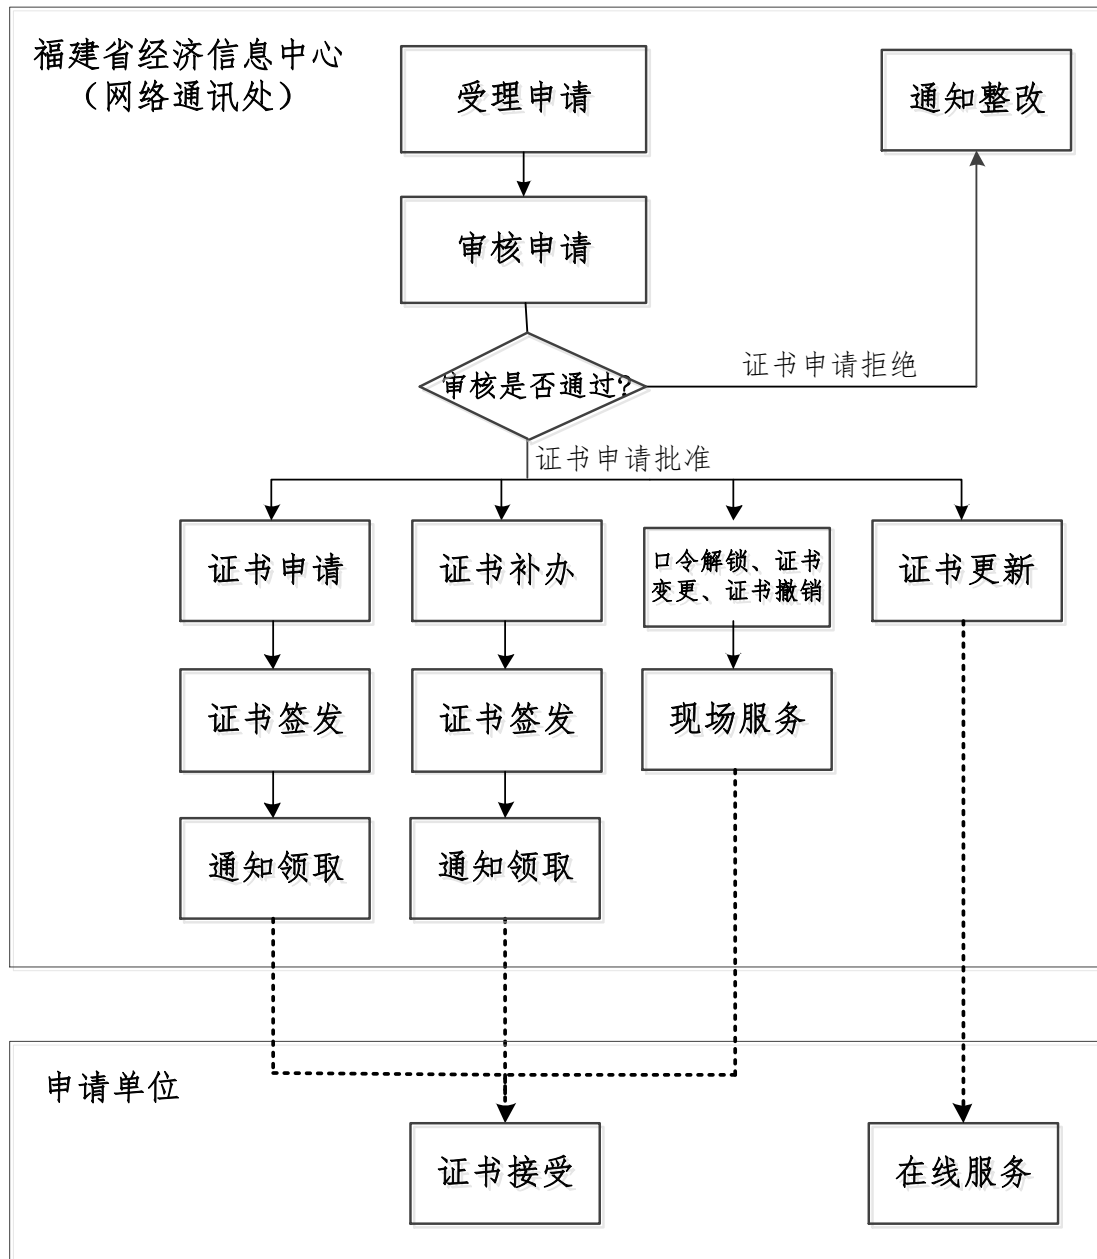 福建省经济信息中心
（网络通讯处）
受理申请
通知整改
审核申请
审核是否通过？
证书申请拒绝
证书申请批准
证书申请
证书补办
口令解锁、证书
变更、证书撤销
证书更新
证书签发
证书签发
现场服务
通知领取
通知领取
申请单位
证书接受
在线服务